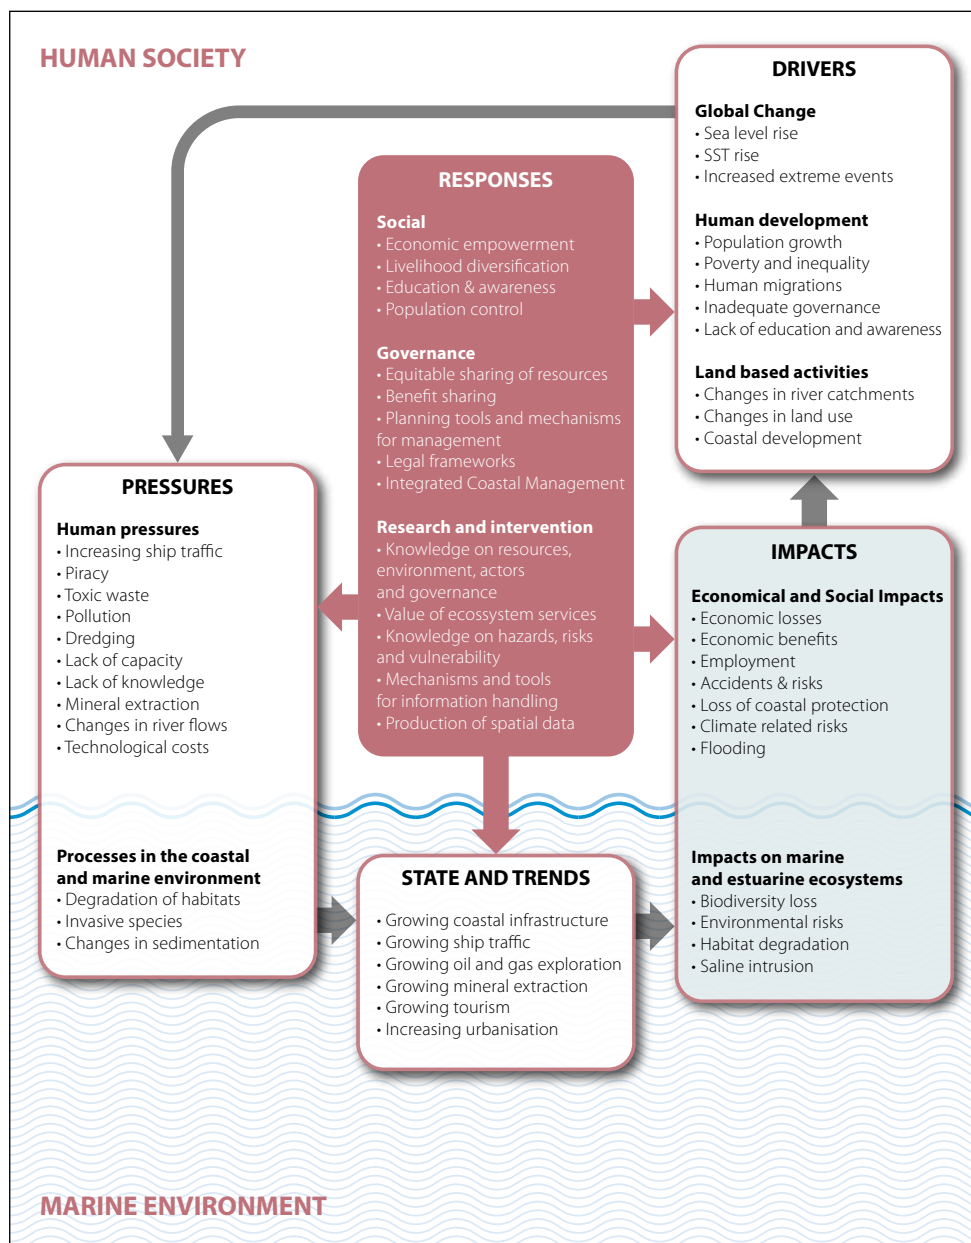 HUMAN SOCIETY
DRIVERS
Global Change
• Sea level rise
• SST rise
• Increased extreme events
Human development
• Population growth
• Poverty and inequality
• Human migrations
• Inadequate governance
• Lack of education and awareness
Land based activities
• Changes in river catchments
• Changes in land use
• Coastal development
RESPONSES
Social
• Economic empowerment
• Livelihood diversification
• Education & awareness
• Population control
Governance
• Equitable sharing of resources
• Benefit sharing
• Planning tools and mechanisms
for management
• Legal frameworks
• Integrated Coastal Management
Research and intervention
• Knowledge on resources,
environment, actors
and governance
• Value of ecossystem services
• Knowledge on hazards, risks
and vulnerability
• Mechanisms and tools
for information handling
• Production of spatial data
PRESSURES
Human pressures
• Increasing ship traffic
• Piracy
• Toxic waste
• Pollution
• Dredging
• Lack of capacity
• Lack of knowledge
• Mineral extraction
• Changes in river flows
• Technological costs
Processes in the coastal
and marine environment
• Degradation of habitats
• Invasive species
• Changes in sedimentation
STATE AND TRENDS
• Growing coastal infrastructure
• Growing ship traffic
• Growing oil and gas exploration
• Growing mineral extraction
• Growing tourism
• Increasing urbanisation
IMPACTS
Economical and Social Impacts
• Economic losses
• Economic benefits
• Employment
• Accidents & risks
• Loss of coastal protection
• Climate related risks
• Flooding
Impacts on marine
and estuarine ecosystems
• Biodiversity loss
• Environmental risks
• Habitat degradation
• Saline intrusion
MARINE ENVIRONMENT